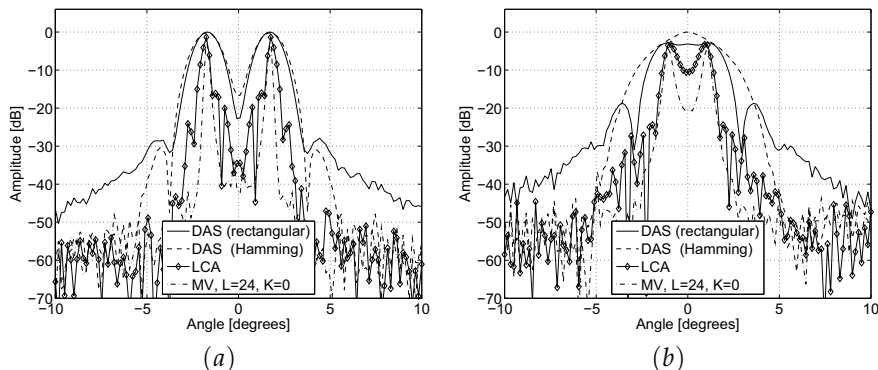 0
−10
−20
−30
−40
−50
−60
−70
Amplitude [dB]
DAS (rectangular)
DAS (Hamming)
LCA
MV, L=24, K=0
−10 −5 0 5 10
Angle [degrees]
(a)
0
−10
−20
−30
−40
−50
−60
−70
Amplitude [dB]
DAS (rectangular)
DAS (Hamming)
LCA
MV, L=24, K=0
−10 −5 0 5 10
Angle [degrees]
(b)